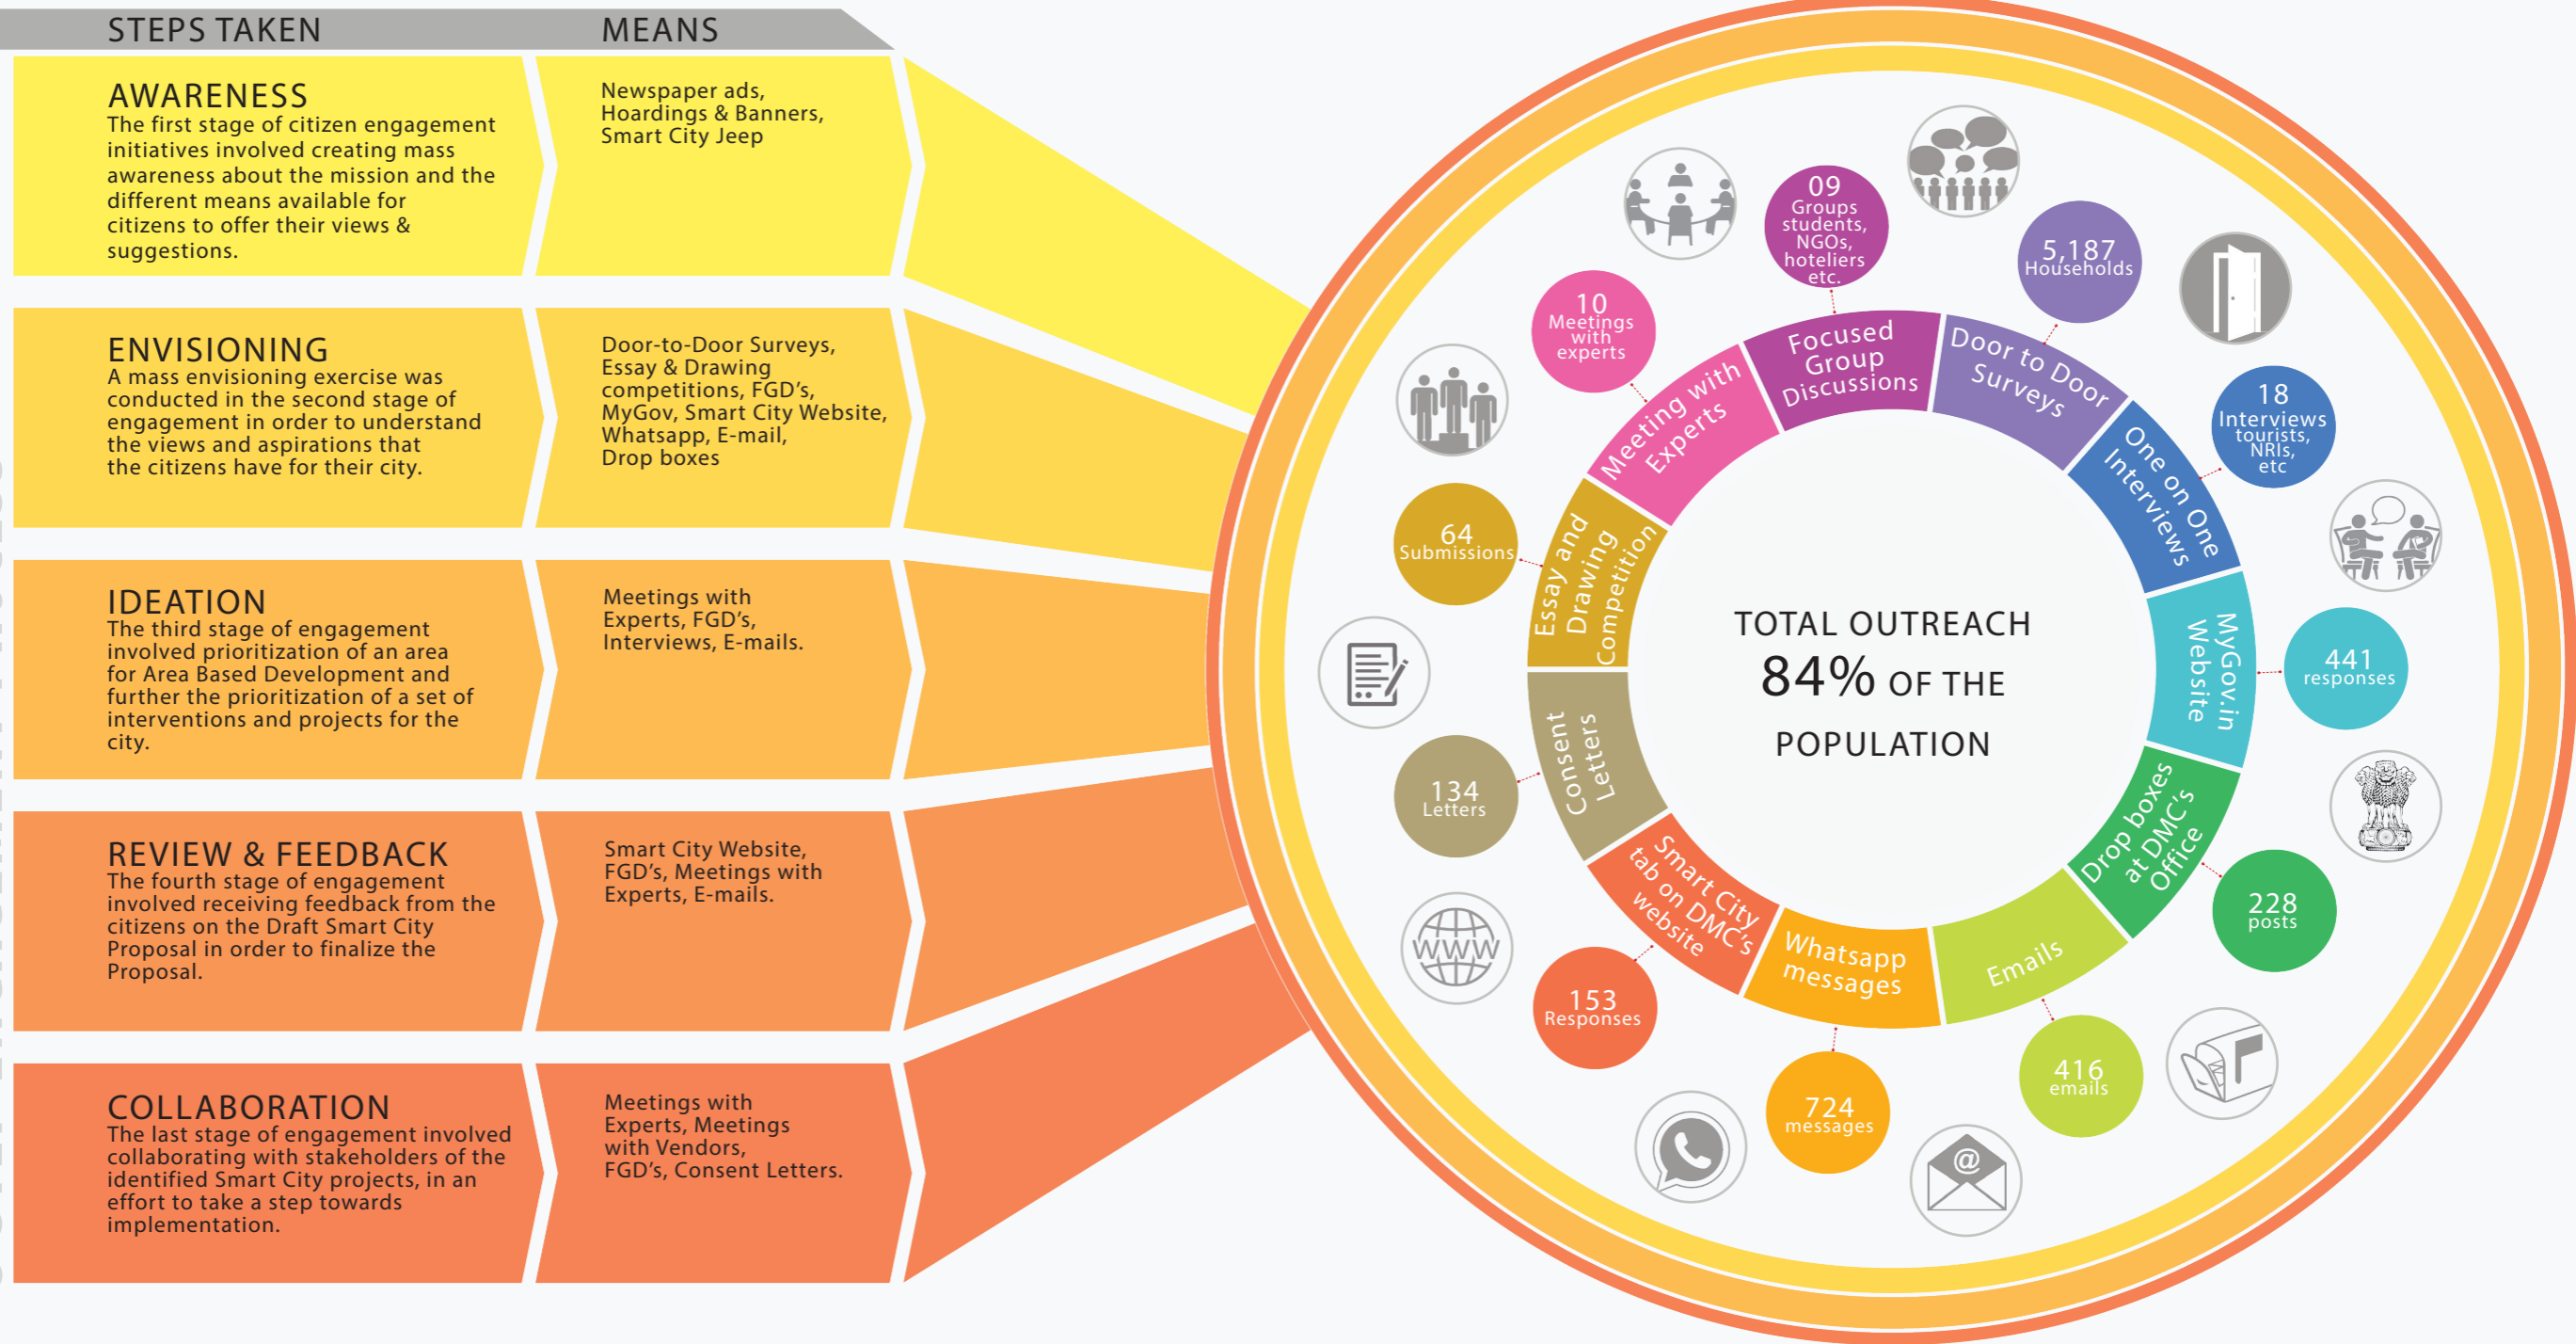 STEPS TAKEN
MEANS
AWARENESS
The first stage of citizen engagement
initiatives involved creating mass
awareness about the mission and the
different means available for
citizens to offer their views &
suggestions.
Newspaper ads,
Hoardings & Banners,
Smart City Jeep
ENVISIONING
A mass envisioning exercise was
conducted in the second stage of
engagement in order to understand
the views and aspirations that
the citizens have for their city.
Door-to-Door Surveys,
Essay & Drawing
competitions, FGD's,
MyGov, Smart City Website,
Whatsapp, E-mail,
Drop boxes
IDEATION
The third stage of engagement
involved prioritization of an area
for Area Based Development and
further the prioritization of a set of
interventions and projects for the
city.
Meetings with
Experts, FGD's,
Interviews, E-mails.
REVIEW & FEEDBACK
The fourth stage of engagement
involved receiving feedback from the
citizens on the Draft Smart City
Proposal in order to finalize the
Proposal.
Smart City Website,
FGD's, Meetings with
Experts, E-mails.
COLLABORATION
The last stage of engagement involved
collaborating with stakeholders of the
identified Smart City projects, in an
effort to take a step towards
implementation.
Meetings with
Experts, Meetings
with Vendors,
FGD's, Consent Letters.
TOTAL OUTREACH
84% OF THE
POPULATION
Focused
Group
Discussions
09
Groups
students,
NGOs,
hoteliers
etc.
Door to Door
Surveys
5,187
Households
One on One
Interviews
18
Interviews
tourists,
NRIs,
etc
MyGov.in
Website
441
responses
Drop boxes
at DMC's
Office
228
posts
Emails
416
emails
@
Whatsapp
messages
724
messages
Smart City
tab on DMC's
website
153
Responses
WWW
Consent
Letters
134
Letters
Essay and
Drawing
Competition
64
Submissions
Meeting with
Experts
10
Meetings
with
experts